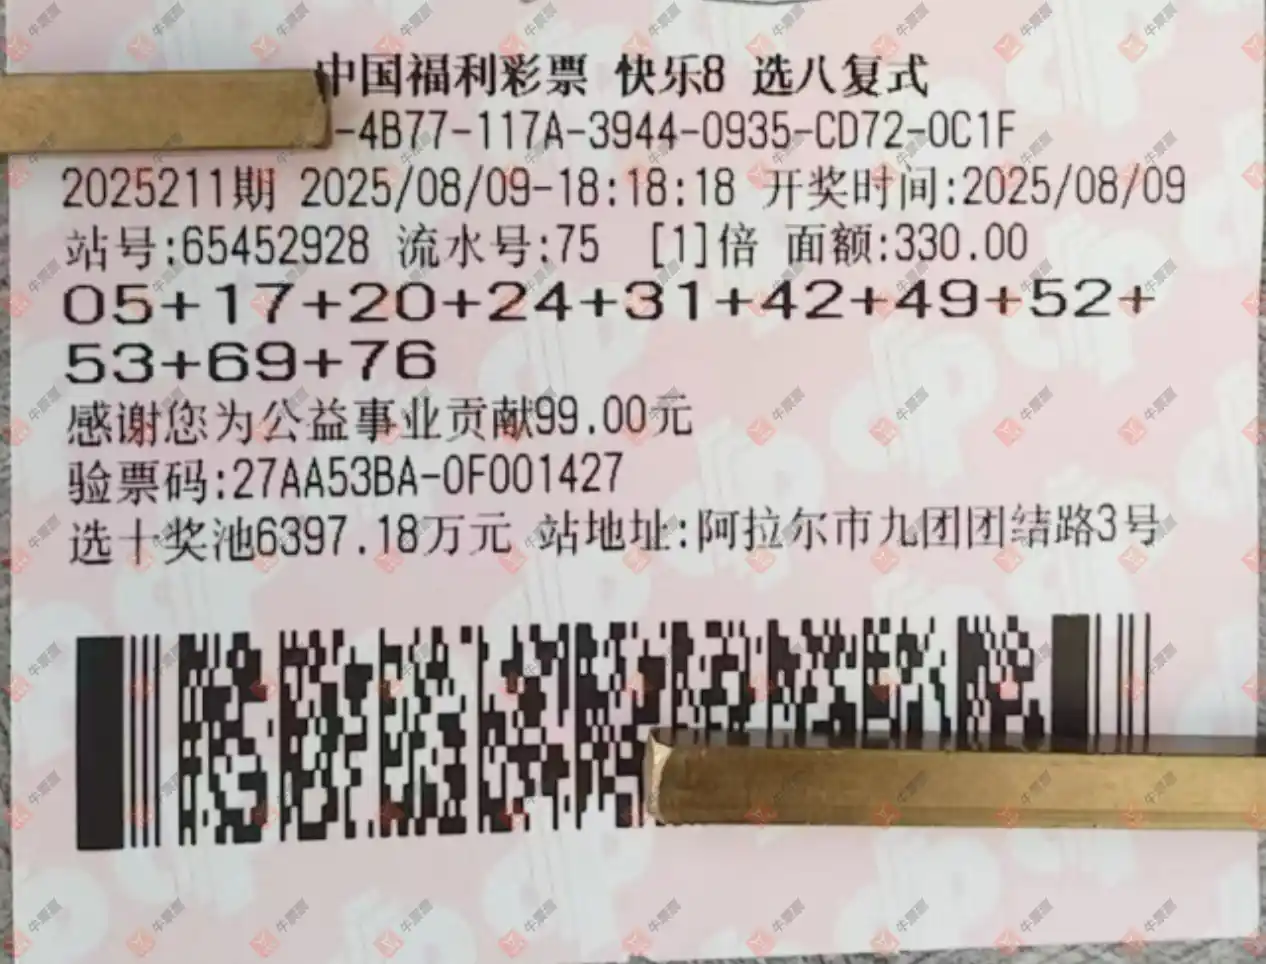 中国福利彩票 快乐8 选八复式
-4B77-117A-3944-0935-CD72-0C1F
2025211期 2025/08/09-18:18:18 开奖时间:2025/08/09
站号:65452928 流水号:75 [1]倍 面额:330.00
05+17+20+24+31+42+49+52+
53+69+76
感谢您为公益事业贡献99.00元
验票码:27AA53BA-0F001427
选十奖池6397.18万元 站地址:阿拉尔市九团团结路3号